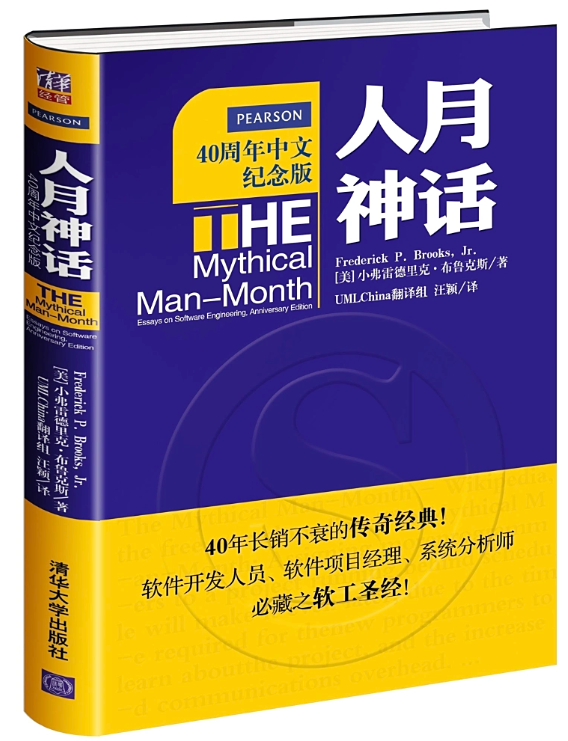 清华
经管
PEARSON
人月神话
40周年中文纪念版
THE
Mythical
Man-Month
Essays on Software
Engineering,
Anniversary Edition
Frederick P. Brooks, Jr.
[美]小弗雷德里克·布鲁克斯/著
UMLChina翻译组 汪颖/译
清华大学出版社
PEARSON
40周年中文
纪念版
THE
Mythical
Man-Month
Essays on Software Engineering, Anniversary Edition
人月
神话
Frederick P. Brooks, Jr.
[美]小弗雷德里克·布鲁克斯/著
UMLChina翻译组 汪颖/译
40年长销不衰的传奇经典!
软件开发人员、软件项目经理、系统分析师
必藏之软工圣经!